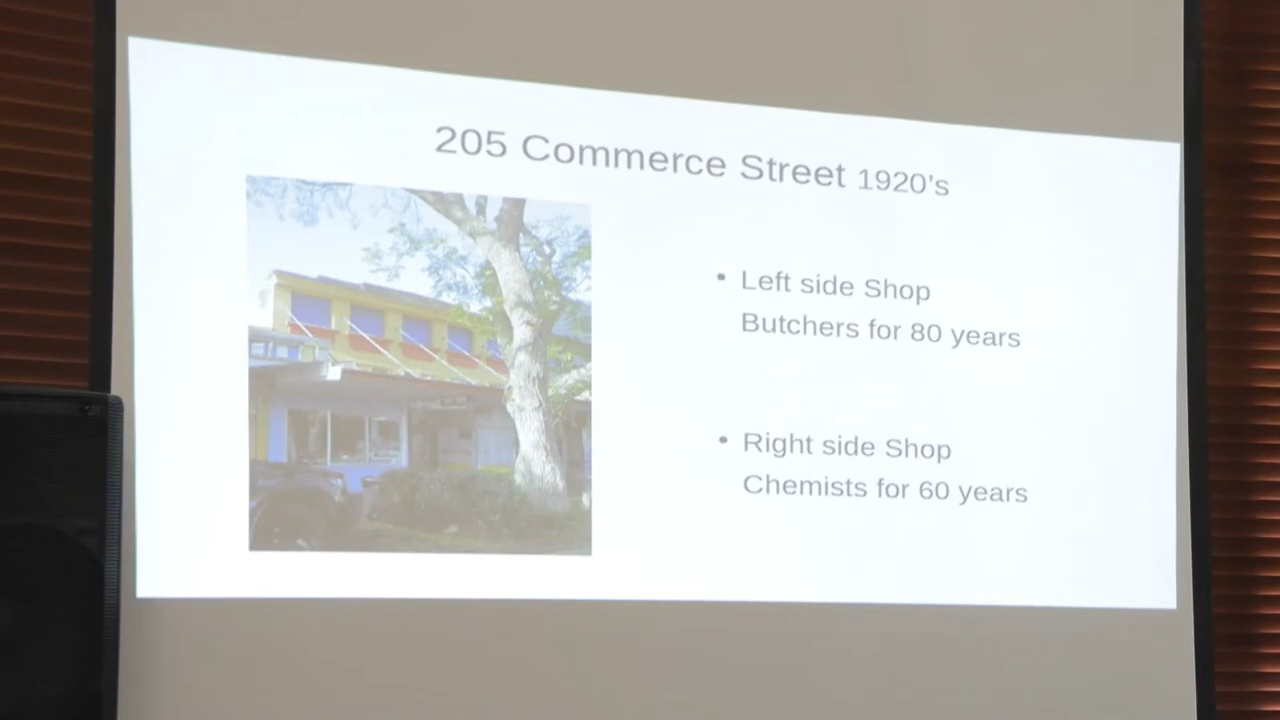 205 Commerce Street 1920's
• Left side Shop
Butchers for 80 years
• Right side Shop
Chemists for 60 years